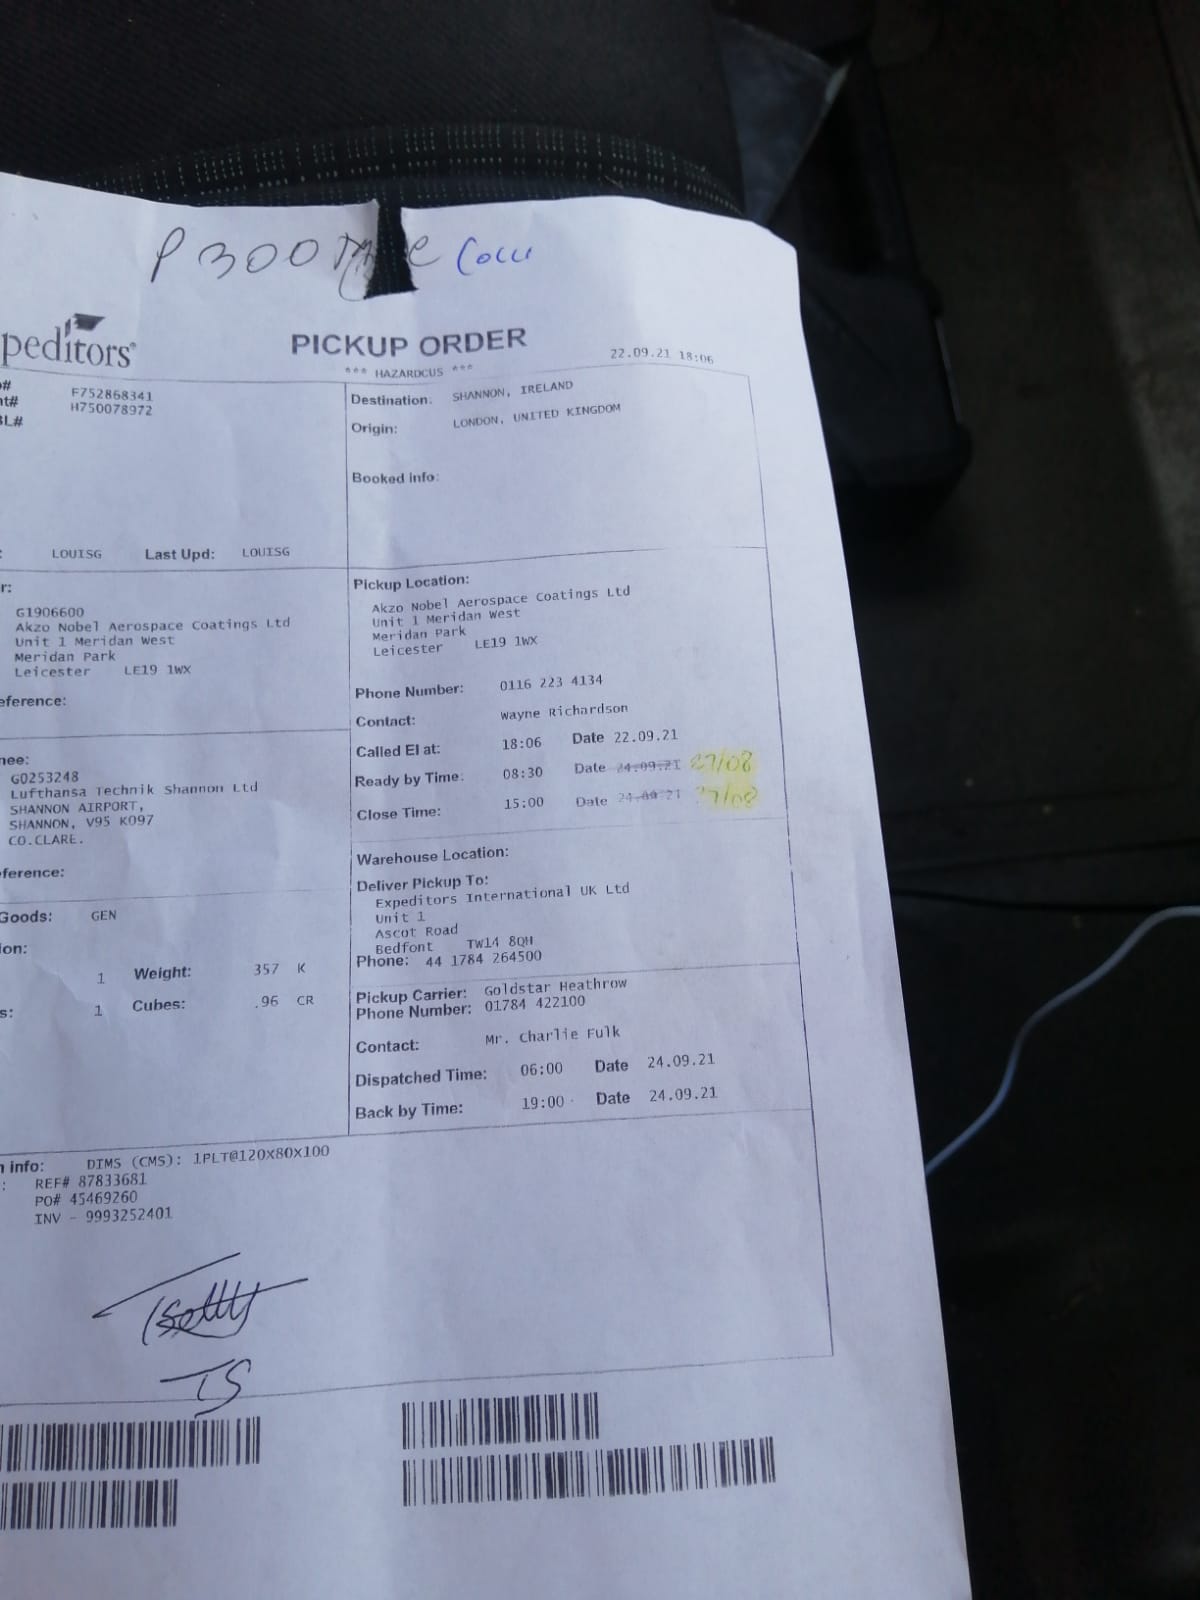 P300
peditors®
PICKUP ORDER
22.09.21 18:06
*** HAZARDCUS ***
F752868341
H750078972
Destination: SHANNON, IRELAND
Origin: LONDON, UNITED KINGDOM
Booked info:
LOUISG Last Upd: LOUISG
r:
G1906600
Akzo Nobel Aerospace Coatings Ltd
Unit 1 Meridan West
Meridan Park
Leicester LE19 1WX
eference:
nee:
G0253248
Lufthansa Technik Shannon Ltd
SHANNON AIRPORT,
SHANNON, V95 K097
CO.CLARE.
ference:
Goods: GEN
ion:
1 Weight: 357 K
s: 1 Cubes: .96 CR
Pickup Location:
Akzo Nobel Aerospace Coatings Ltd
Unit 1 Meridan West
Meridan Park
Leicester LE19 1WX
Phone Number: 0116 223 4134
Contact: Wayne Richardson
Called EI at: 18:06 Date 22.09.21
Ready by Time: 08:30 Date 24.09.21 27/08
Close Time: 15:00 Date 24.09.21 27/08
Warehouse Location:
Deliver Pickup To:
Expeditors International UK Ltd
Unit 1
Ascot Road
Bedfont TW14 8QH
Phone: 44 1784 264500
Pickup Carrier: Goldstar Heathrow
Phone Number: 01784 422100
Contact: Mr. Charlie Fulk
Dispatched Time: 06:00 Date 24.09.21
Back by Time: 19:00 Date 24.09.21
n info: DIMS (CMS): 1PLT@120X80X100
: REF# 87833681
PO# 45469260
INV - 9993252401
TS